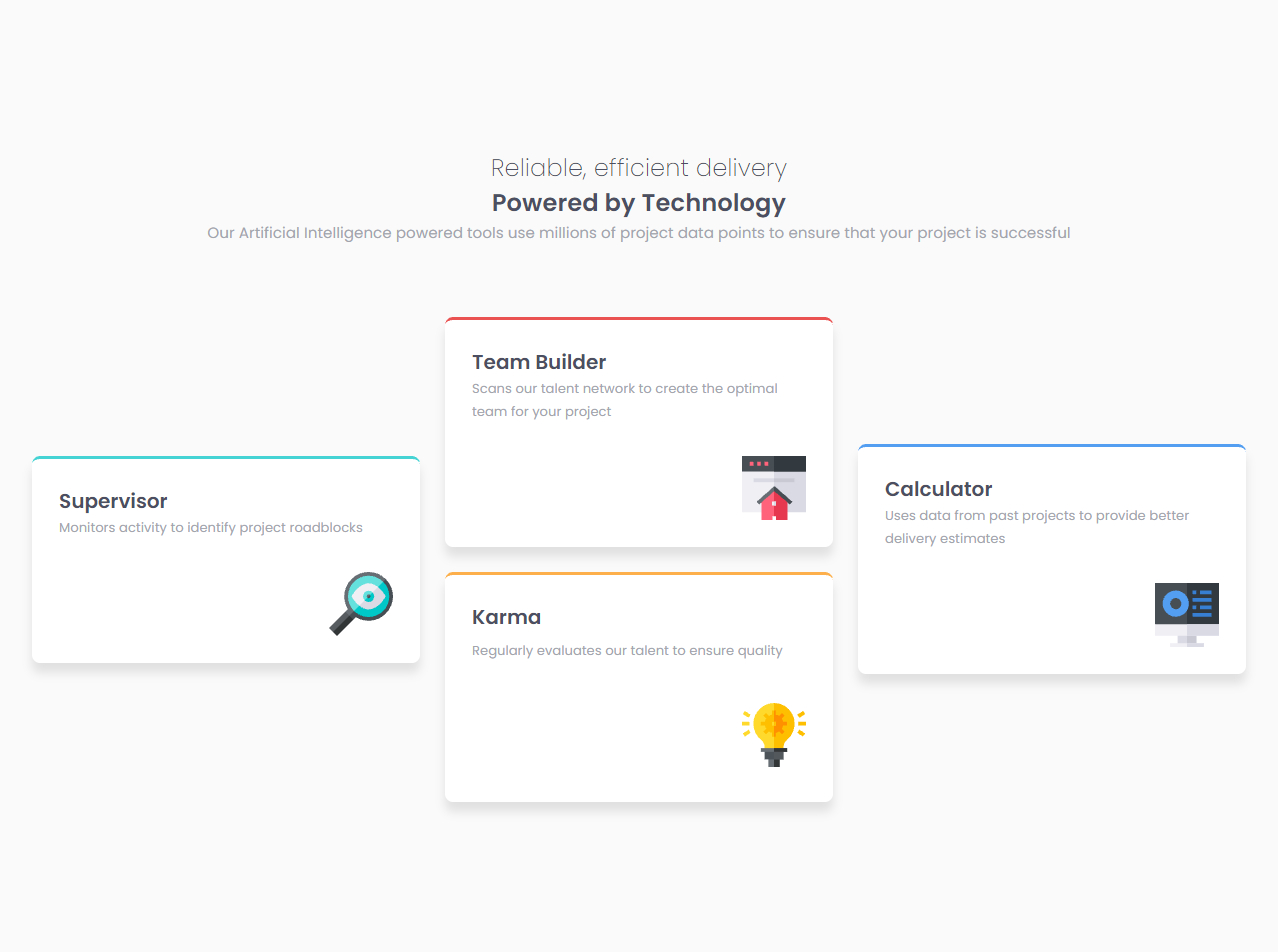 Reliable, efficient delivery
Powered by Technology
Our Artificial Intelligence powered tools use millions of project data points to ensure that your project is successful
Supervisor
Monitors activity to identify project roadblocks
Team Builder
Scans our talent network to create the optimal
team for your project
Karma
Regularly evaluates our talent to ensure quality
Calculator
Uses data from past projects to provide better
delivery estimates